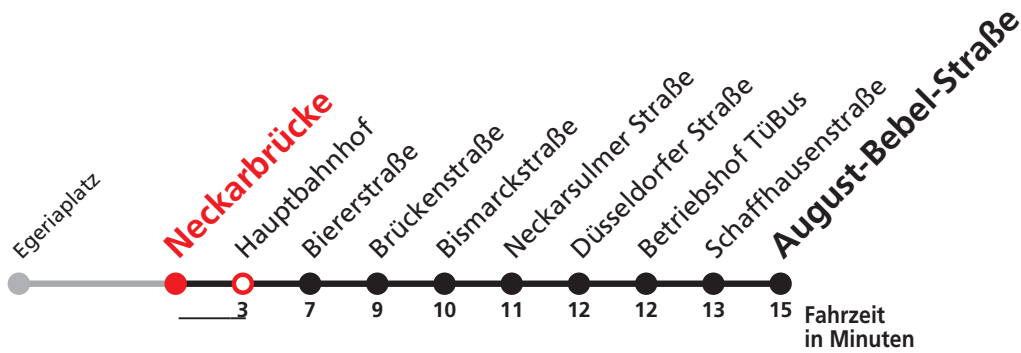 Egeriaplatz
Neckarbrücke
Hauptbahnhof
Biererstraße
Brückenstraße
Bismarckstraße
Neckarsulmer Straße
Düsseldorfer Straße
Betriebshof TüBus
Schaffhausenstraße
August-Bebel-Straße
3 7 9 10 11 12 12 13 15
Fahrzeit
in Minuten